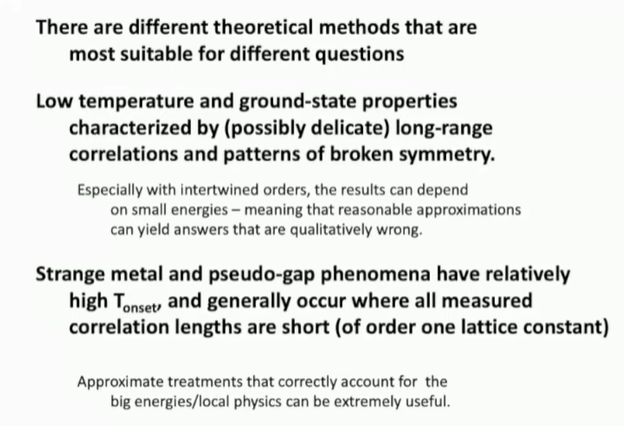 There are different theoretical methods that are
most suitable for different questions
Low temperature and ground-state properties
characterized by (possibly delicate) long-range
correlations and patterns of broken symmetry.
Especially with intertwined orders, the results can depend
on small energies – meaning that reasonable approximations
can yield answers that are qualitatively wrong.
Strange metal and pseudo-gap phenomena have relatively
high Tonset, and generally occur where all measured
correlation lengths are short (of order one lattice constant)
Approximate treatments that correctly account for the
big energies/local physics can be extremely useful.